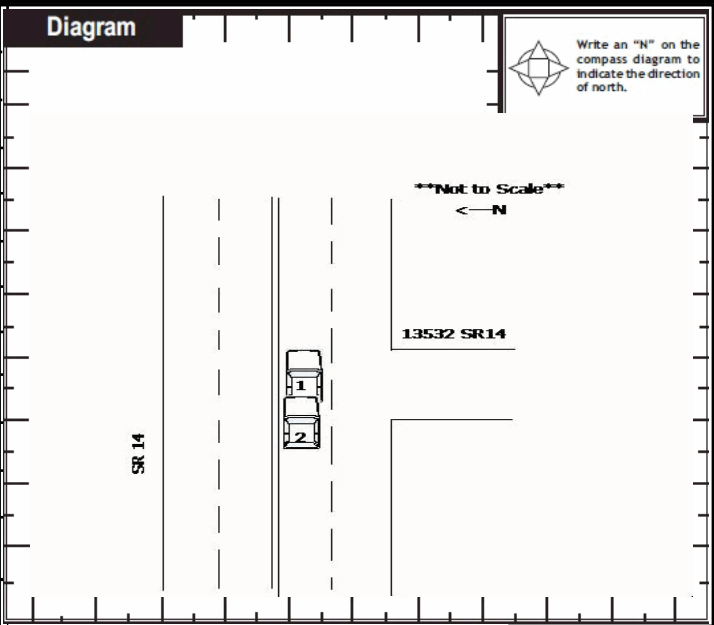 Diagram
Write an “N” on the
compass diagram to
indicate the direction
of north.
**Not to Scale**
<—N
13532 SR14
1
2
SR 14